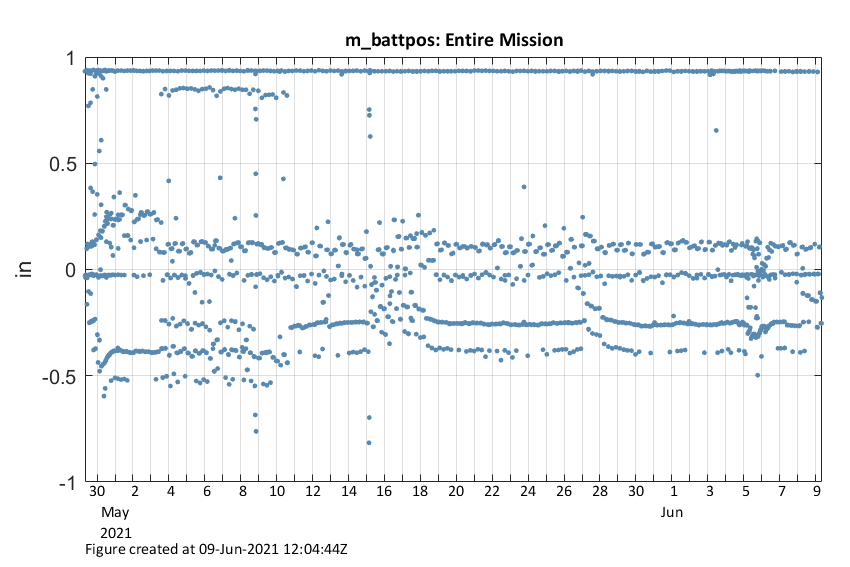 m_battpos: Entire Mission
1
0.5
0
-0.5
-1
in
30 2 4 6 8 10 12 14 16 18 20 22 24 26 28 30 1 3 5 7 9
May Jun
2021
Figure created at 09-Jun-2021 12:04:44Z